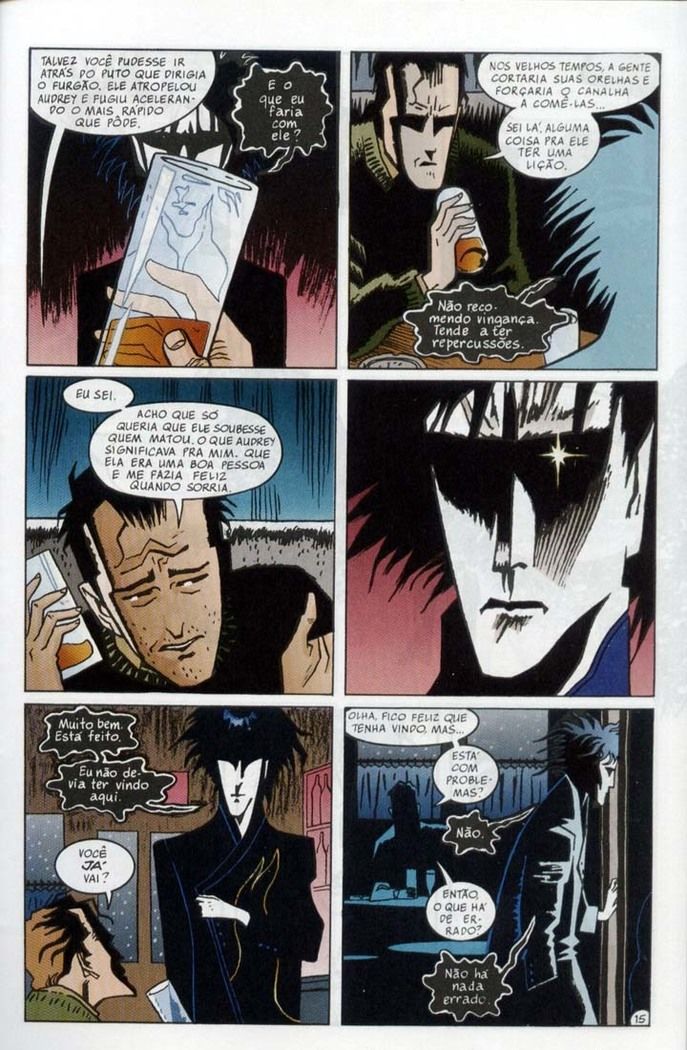 TALVEZ VOCÊ PUDESSE IR
ATRÁS DO PUTO QUE DIRIGIA
O FURGÃO. ELE ATROPELOU
AUDREY E FUGIU ACELERAN-
DO O MAIS RÁPIDO
QUE PÔDE.
E o
que eu
faria
com
ele?
NOS VELHOS TEMPOS, A GENTE
CORTARIA SUAS ORELHAS E
FORÇARIA O CANALHA
A COMÊ-LAS...
SEI LÁ, ALGUMA
COISA PRA ELE
TER UMA
LIÇÃO.
Não reco-
mendo vingança.
Tende a ter
repercussões.
EU SEI.
ACHO QUE SÓ
QUERIA QUE ELE SOUBESSE
QUEM MATOU. O QUE AUDREY
SIGNIFICAVA PRA MIM. QUE
ELA ERA UMA BOA PESSOA
E ME FAZIA FELIZ
QUANDO SORRIA.
Muito bem.
Está feito.
Eu não de-
via ter vindo
aqui.
VOCÊ
JÁ
VAI?
OLHA, FICO FELIZ QUE
TENHA VINDO, MAS...
ESTÁ
COM
PROBLE-
MAS?
Não.
ENTÃO,
O QUE HÁ
DE ER-
RADO?
Não há
nada
errado.
15